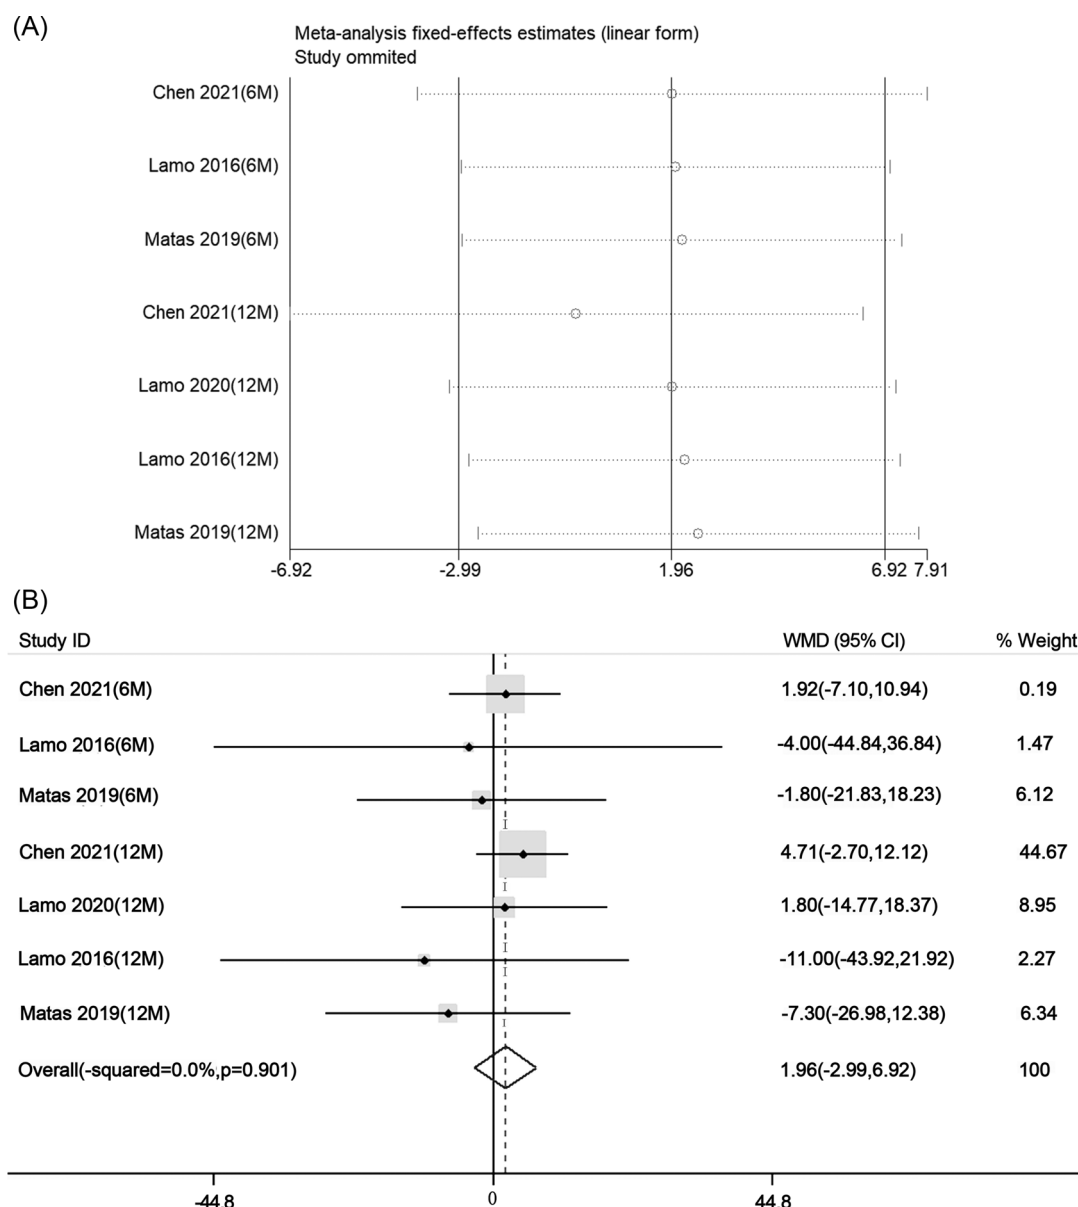 (A)
Meta-analysis fixed-effects estimates (linear form)
Study ommited
Chen 2021(6M)
Lamo 2016(6M)
Matas 2019(6M)
Chen 2021(12M)
Lamo 2020(12M)
Lamo 2016(12M)
Matas 2019(12M)
-6.92 -2.99 1.96 6.92 7.91
(B)
Study ID WMD (95% CI) % Weight
Chen 2021(6M) 1.92(-7.10,10.94) 0.19
Lamo 2016(6M) -4.00(-44.84,36.84) 1.47
Matas 2019(6M) -1.80(-21.83,18.23) 6.12
Chen 2021(12M) 4.71(-2.70,12.12) 44.67
Lamo 2020(12M) 1.80(-14.77,18.37) 8.95
Lamo 2016(12M) -11.00(-43.92,21.92) 2.27
Matas 2019(12M) -7.30(-26.98,12.38) 6.34
Overall(-squared=0.0%,p=0.901) 1.96(-2.99,6.92) 100
-44.8 0 44.8